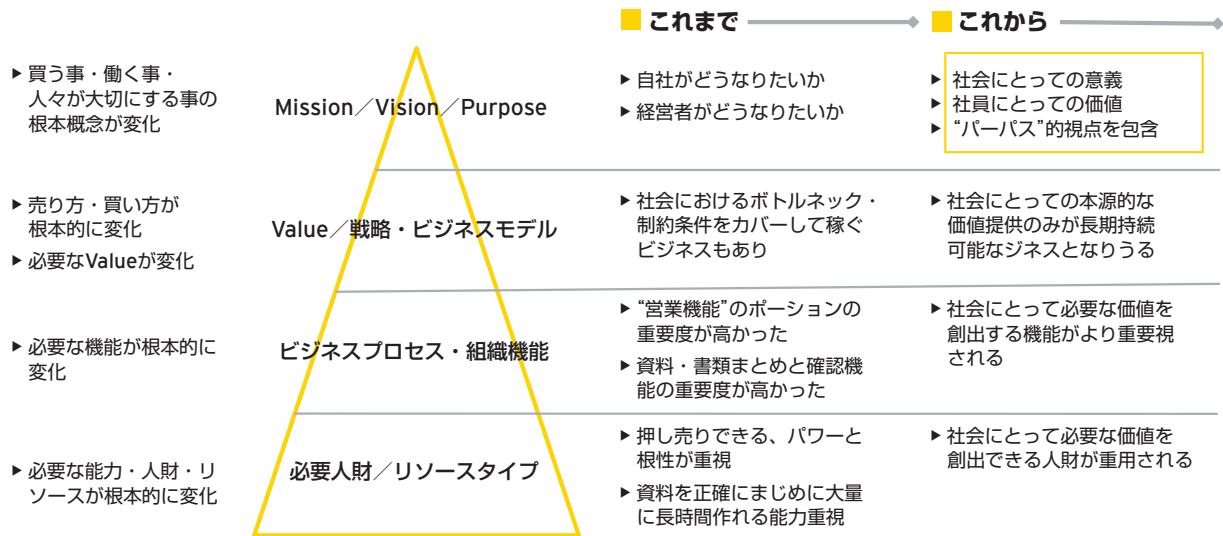 これまで
これから
▶ 買う事・働く事・
人々が大切にする事の
根本概念が変化
Mission／Vision／Purpose
▶ 自社がどうなりたいか
▶ 経営者がどうなりたいか
▶ 社会にとっての意義
▶ 社員にとっての価値
▶ “パーパス”的視点を包含
▶ 売り方・買い方が
根本的に変化
▶ 必要なValueが変化
Value／戦略・ビジネスモデル
▶ 社会におけるボトルネック・
制約条件をカバーして稼ぐ
ビジネスもあり
▶ 社会にとっての本源的な
価値提供のみが長期持続
可能なジネスとなりうる
▶ 必要な機能が根本的に
変化
ビジネスプロセス・組織機能
▶ “営業機能”のポーションの
重要度が高かった
▶ 資料・書類まとめと確認機
能の重要度が高かった
▶ 社会にとって必要な価値を
創出する機能がより重要視
される
▶ 必要な能力・人財・リ
ソースが根本的に変化
必要人財／リソースタイプ
▶ 押し売りできる、パワーと
根性が重視
▶ 資料を正確にまじめに大量
に長時間作れる能力重視
▶ 社会にとって必要な価値を
創出できる人財が重用される